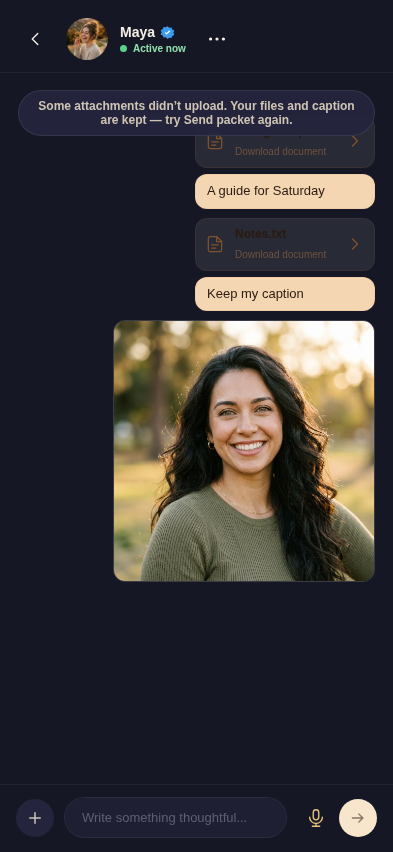 Maya
Active now
Some attachments didn’t upload. Your files and caption
are kept — try Send packet again.
Download document
A guide for Saturday
Notes.txt
Download document
Keep my caption
Write something thoughtful...